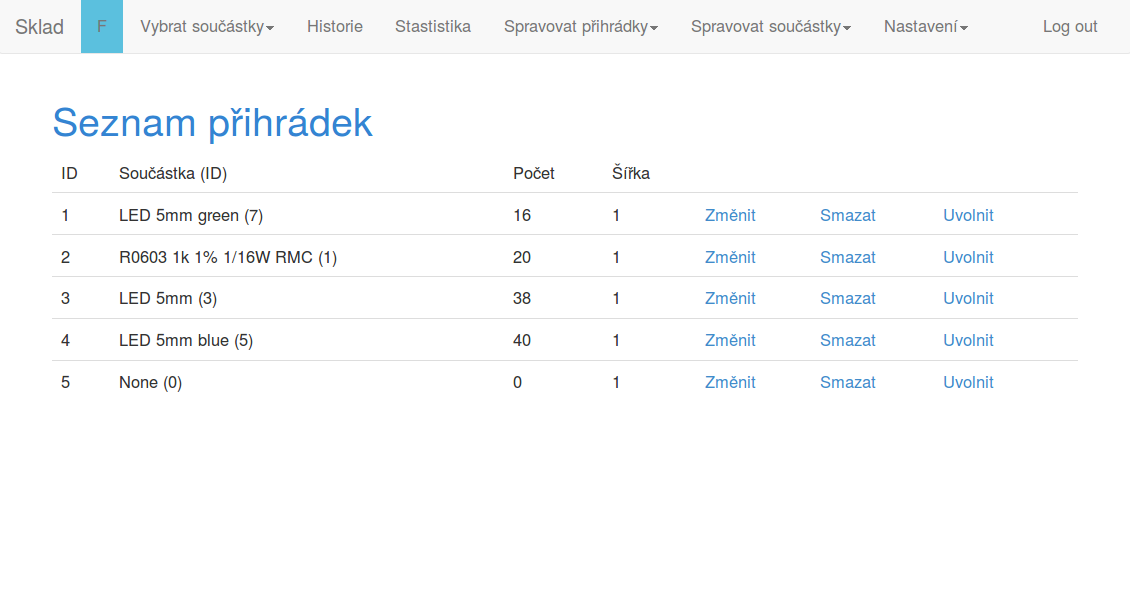 Sklad F Vybrat součástky Historie Stastistika Spravovat přihrádky Spravovat součástky Nastavení Log out
Seznam přihrádek
ID Součástka (ID) Počet Šířka
1 LED 5mm green (7) 16 1 Změnit Smazat Uvolnit
2 R0603 1k 1% 1/16W RMC (1) 20 1 Změnit Smazat Uvolnit
3 LED 5mm (3) 38 1 Změnit Smazat Uvolnit
4 LED 5mm blue (5) 40 1 Změnit Smazat Uvolnit
5 None (0) 0 1 Změnit Smazat Uvolnit